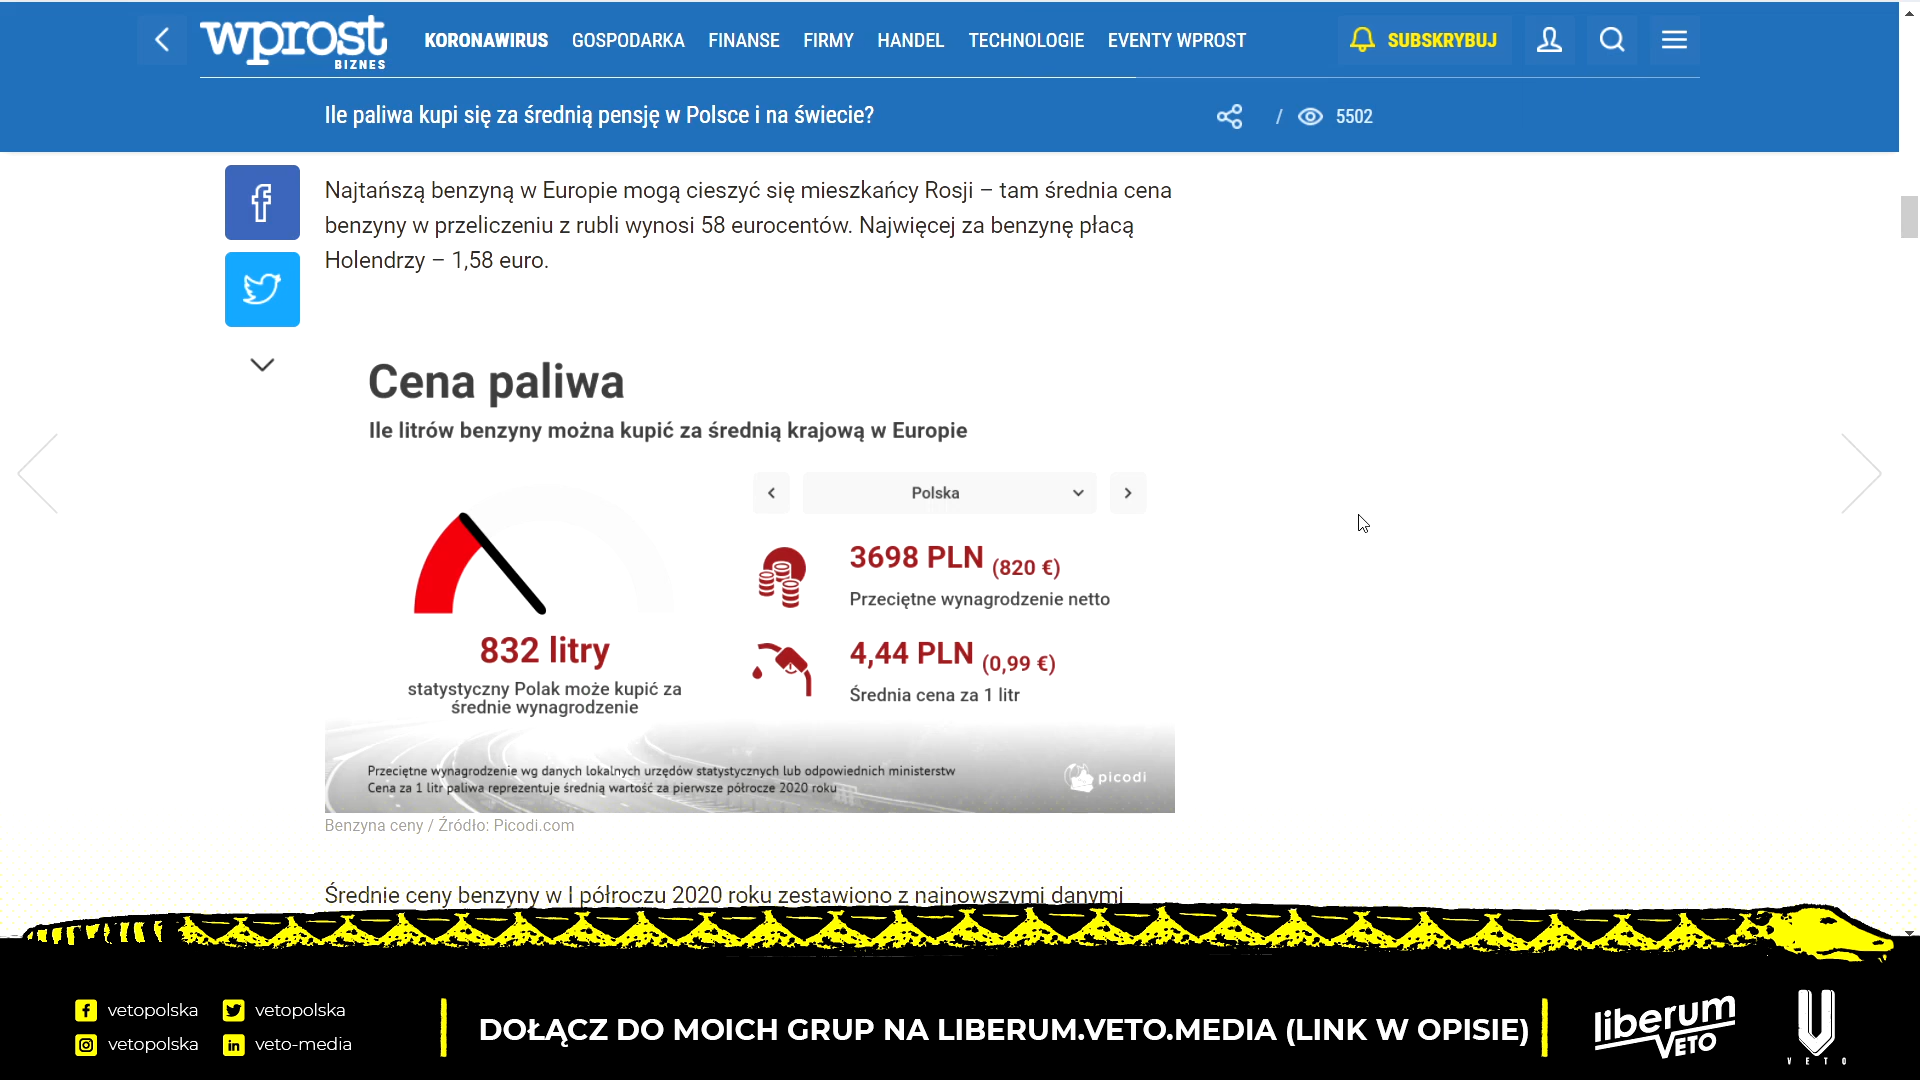 wprost
BIZNES
KORONAWIRUS GOSPODARKA FINANSE FIRMY HANDEL TECHNOLOGIE EVENTY WPROST
SUBSKRYBUJ
Ile paliwa kupi się za średnią pensję w Polsce i na świecie?
/ 5502
Najtańszą benzyną w Europie mogą cieszyć się mieszkańcy Rosji – tam średnia cena
benzyny w przeliczeniu z rubli wynosi 58 eurocentów. Najwięcej za benzynę płacą
Holendrzy – 1,58 euro.
Cena paliwa
Ile litrów benzyny można kupić za średnią krajową w Europie
Polska
3698 PLN (820 €)
Przeciętne wynagrodzenie netto
832 litry
statystyczny Polak może kupić za
średnie wynagrodzenie
4,44 PLN (0,99 €)
Średnia cena za 1 litr
Przeciętne wynagrodzenie wg danych lokalnych urzędów statystycznych lub odpowiednich ministerstw
Cena za 1 litr paliwa reprezentuje średnią wartość za pierwsze półrocze 2020 roku
picodi
Benzyna ceny / Źródło: Picodi.com
Średnie ceny benzyny w I półroczu 2020 roku zestawiono z najnowszymi danymi
vetopolska vetopolska
vetopolska veto-media
DOŁĄCZ DO MOICH GRUP NA LIBERUM.VETO.MEDIA (LINK W OPISIE)
liberum
VETO
VETO